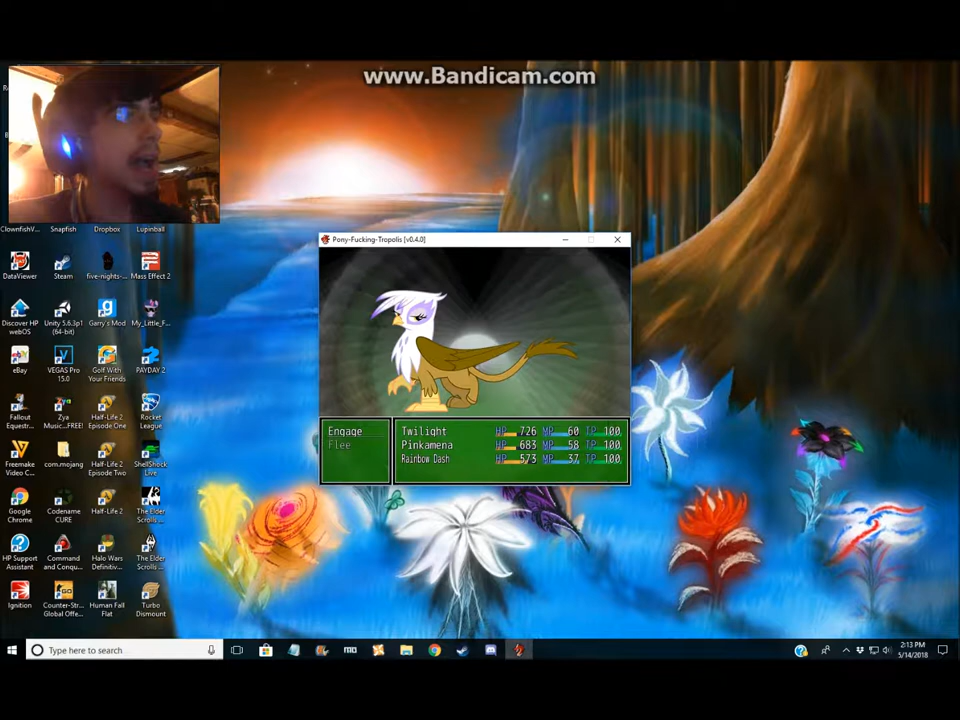 www.Bandicam.com
ClownfishV...
Snapfish
Dropbox
Lupinball
DataViewer
Steam
five-nights-...
Mass Effect 2
Discover HP webOS
Unity 5.6.3p1 (64-bit)
Garry's Mod
My_Little_F...
eBay
VEGAS Pro 15.0
Golf With Your Friends
PAYDAY 2
Fallout Equestr...
Zya Music...FREE!
Half-Life 2 Episode One
Rocket League
Freemake Video C...
com.mojang
Half-Life 2 Episode Two
ShellShock Live
Google Chrome
Codename CURE
Half-Life 2
The Elder Scrolls ...
HP Support Assistant
Command and Conqu...
Halo Wars Definitiv...
The Elder Scrolls ...
Ignition
Counter-Str... Global Offe...
Human Fall Flat
Turbo Dismount
Pony-Fucking-Tropolis [v0.4.0]
Engage
Flee
Twilight HP 726 MP 60 TP 100
Pinkamena HP 683 MP 58 TP 100
Rainbow Dash HP 573 MP 37 TP 100
Type here to search
2:13 PM
5/14/2018